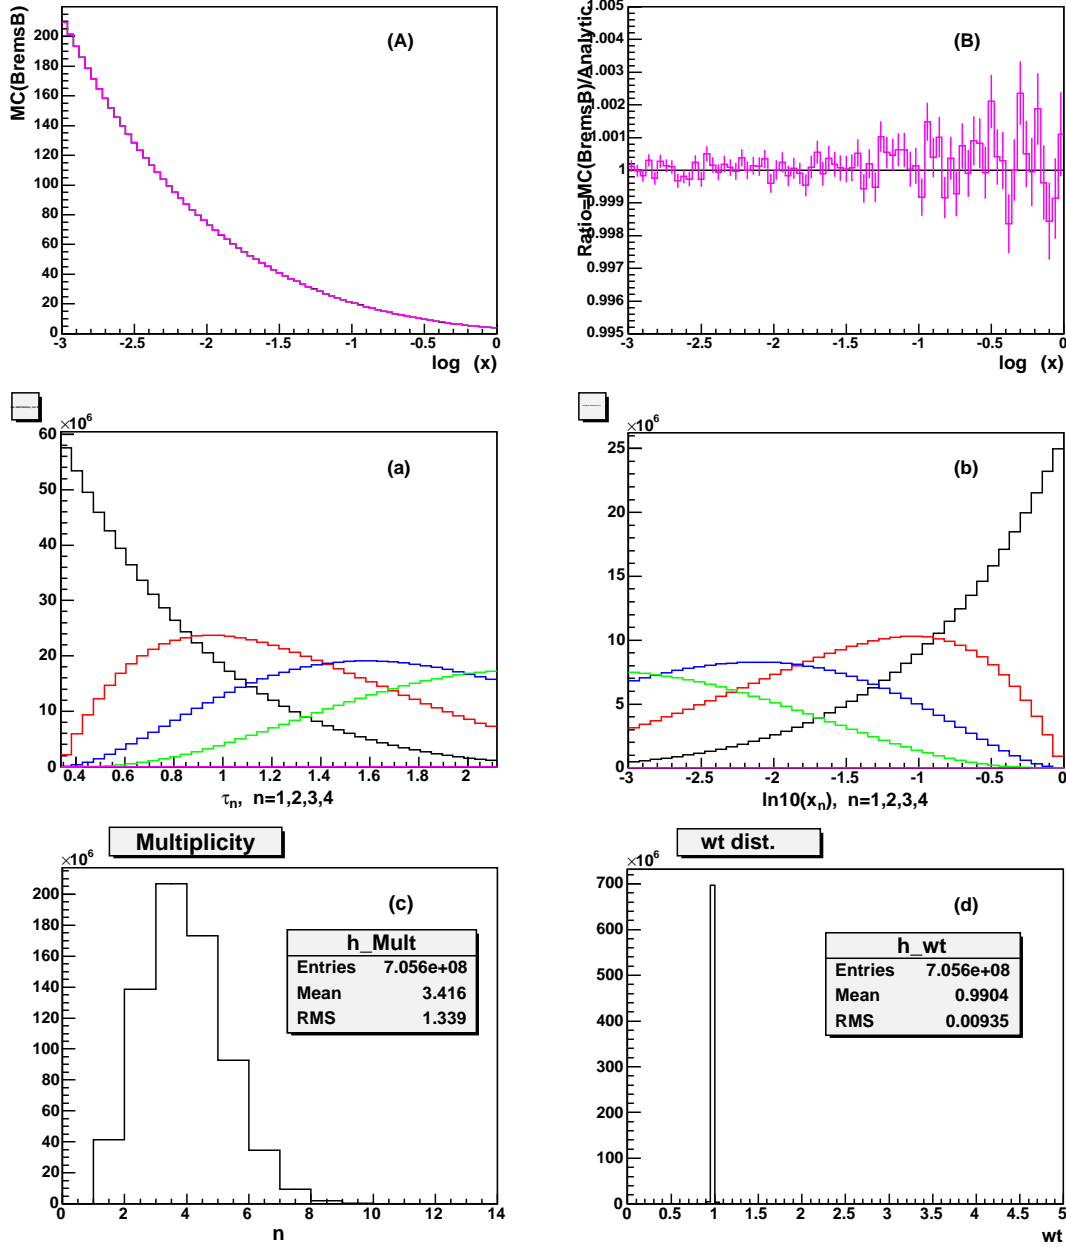 MC(BremsB)
(A)
200
180
160
140
120
100
80
60
40
20
0
-3 -2.5 -2 -1.5 -1 -0.5 0
log (x)
Ratio=MC(BremsB)/Analytic
(B)
1.005
1.004
1.003
1.002
1.001
1
0.999
0.998
0.997
0.996
0.995
-3 -2.5 -2 -1.5 -1 -0.5 0
log (x)
×10⁶
(a)
60
50
40
30
20
10
0
0.4 0.6 0.8 1 1.2 1.4 1.6 1.8 2
τₙ, n=1,2,3,4
×10⁶
(b)
25
20
15
10
5
0
-3 -2.5 -2 -1.5 -1 -0.5 0
ln10(xₙ), n=1,2,3,4
Multiplicity
×10⁶
(c)
200
180
160
140
120
100
80
60
40
20
0
h_Mult
Entries 7.056e+08
Mean 3.416
RMS 1.339
0 2 4 6 8 10 12 14
n
wt dist.
×10⁶
(d)
700
600
500
400
300
200
100
0
h_wt
Entries 7.056e+08
Mean 0.9904
RMS 0.00935
0 0.5 1 1.5 2 2.5 3 3.5 4 4.5 5
wt